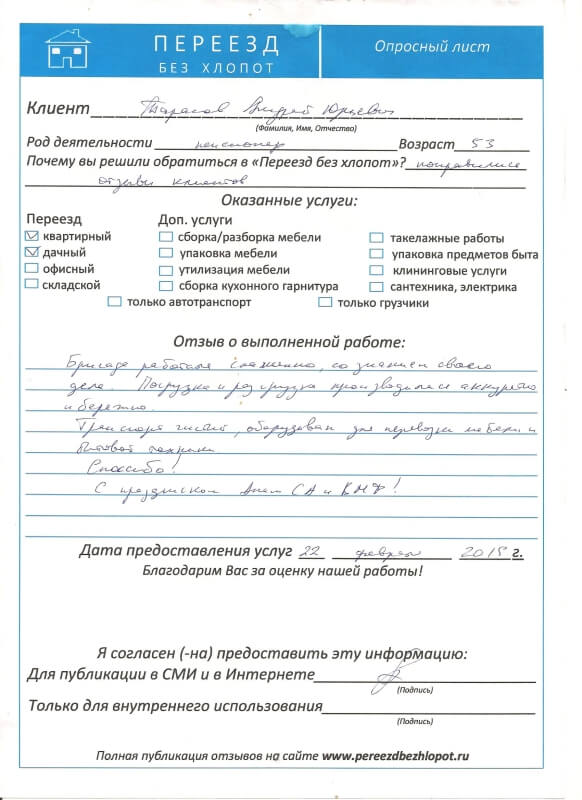 ПЕРЕЕЗД
БЕЗ ХЛОПОТ
Опросный лист
Клиент Тарасов Андрей Юрьевич
(Фамилия, Имя, Отчество)
Род деятельности пенсионер Возраст 53
Почему вы решили обратиться в «Переезд без хлопот»? понравились
отзывы клиентов
Оказанные услуги:
Переезд Доп. услуги
квартирный сборка/разборка мебели такелажные работы
дачный упаковка мебели упаковка предметов быта
офисный утилизация мебели клининговые услуги
складской сборка кухонного гарнитура сантехника, электрика
только автотранспорт только грузчики
Отзыв о выполненной работе:
Бригада работала слаженно, со знанием своего
дела. Погрузка и разгрузка производилась аккуратно
и бережно.
Транспорт чистый, оборудован для перевозки мебели и
бытовой техники
Спасибо!
С праздником Днем СА и ВМФ!
Дата предоставления услуг 22 февраля 2015 г.
Благодарим Вас за оценку нашей работы!
Я согласен (-на) предоставить эту информацию:
Для публикации в СМИ и в Интернете
(Подпись)
Только для внутреннего использования
(Подпись)
Полная публикация отзывов на сайте www.pereezdbezhlopot.ru